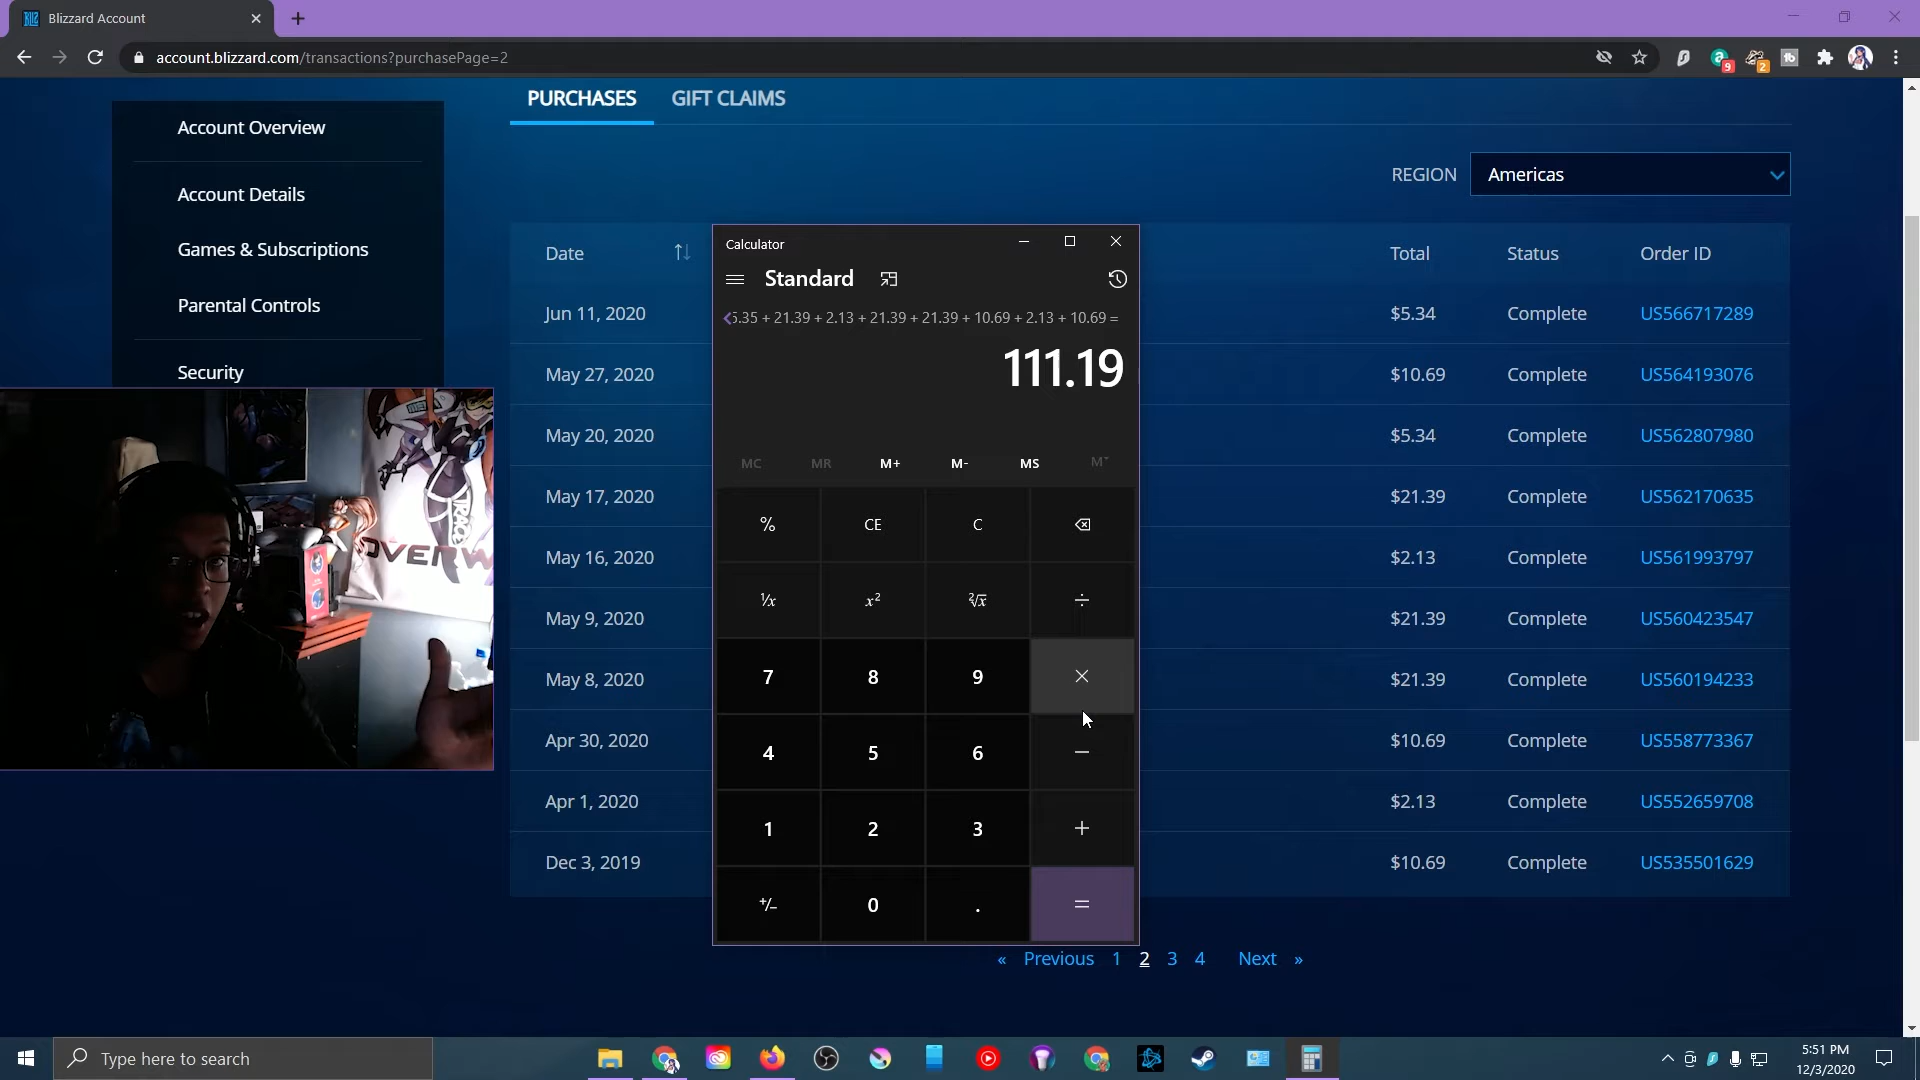 Blizzard Account
account.blizzard.com/transactions?purchasePage=2
9
2
PURCHASES GIFT CLAIMS
Account Overview
Account Details
Games & Subscriptions
Parental Controls
Security
REGION Americas
Date Total Status Order ID
Jun 11, 2020 $5.34 Complete US566717289
May 27, 2020 $10.69 Complete US564193076
May 20, 2020 $5.34 Complete US562807980
May 17, 2020 $21.39 Complete US562170635
May 16, 2020 $2.13 Complete US561993797
May 9, 2020 $21.39 Complete US560423547
May 8, 2020 $21.39 Complete US560194233
Apr 30, 2020 $10.69 Complete US558773367
Apr 1, 2020 $2.13 Complete US552659708
Dec 3, 2019 $10.69 Complete US535501629
« Previous 1 2 3 4 Next »
Calculator
Standard
5.35 + 21.39 + 2.13 + 21.39 + 21.39 + 10.69 + 2.13 + 10.69 =
111.19
MC MR M+ M- MS M˅
% CE C
¹/x x² ²√x ÷
7 8 9 ×
4 5 6 −
1 2 3 +
+/− 0 . =
TRACER
OVERW
Type here to search
5:51 PM
12/3/2020